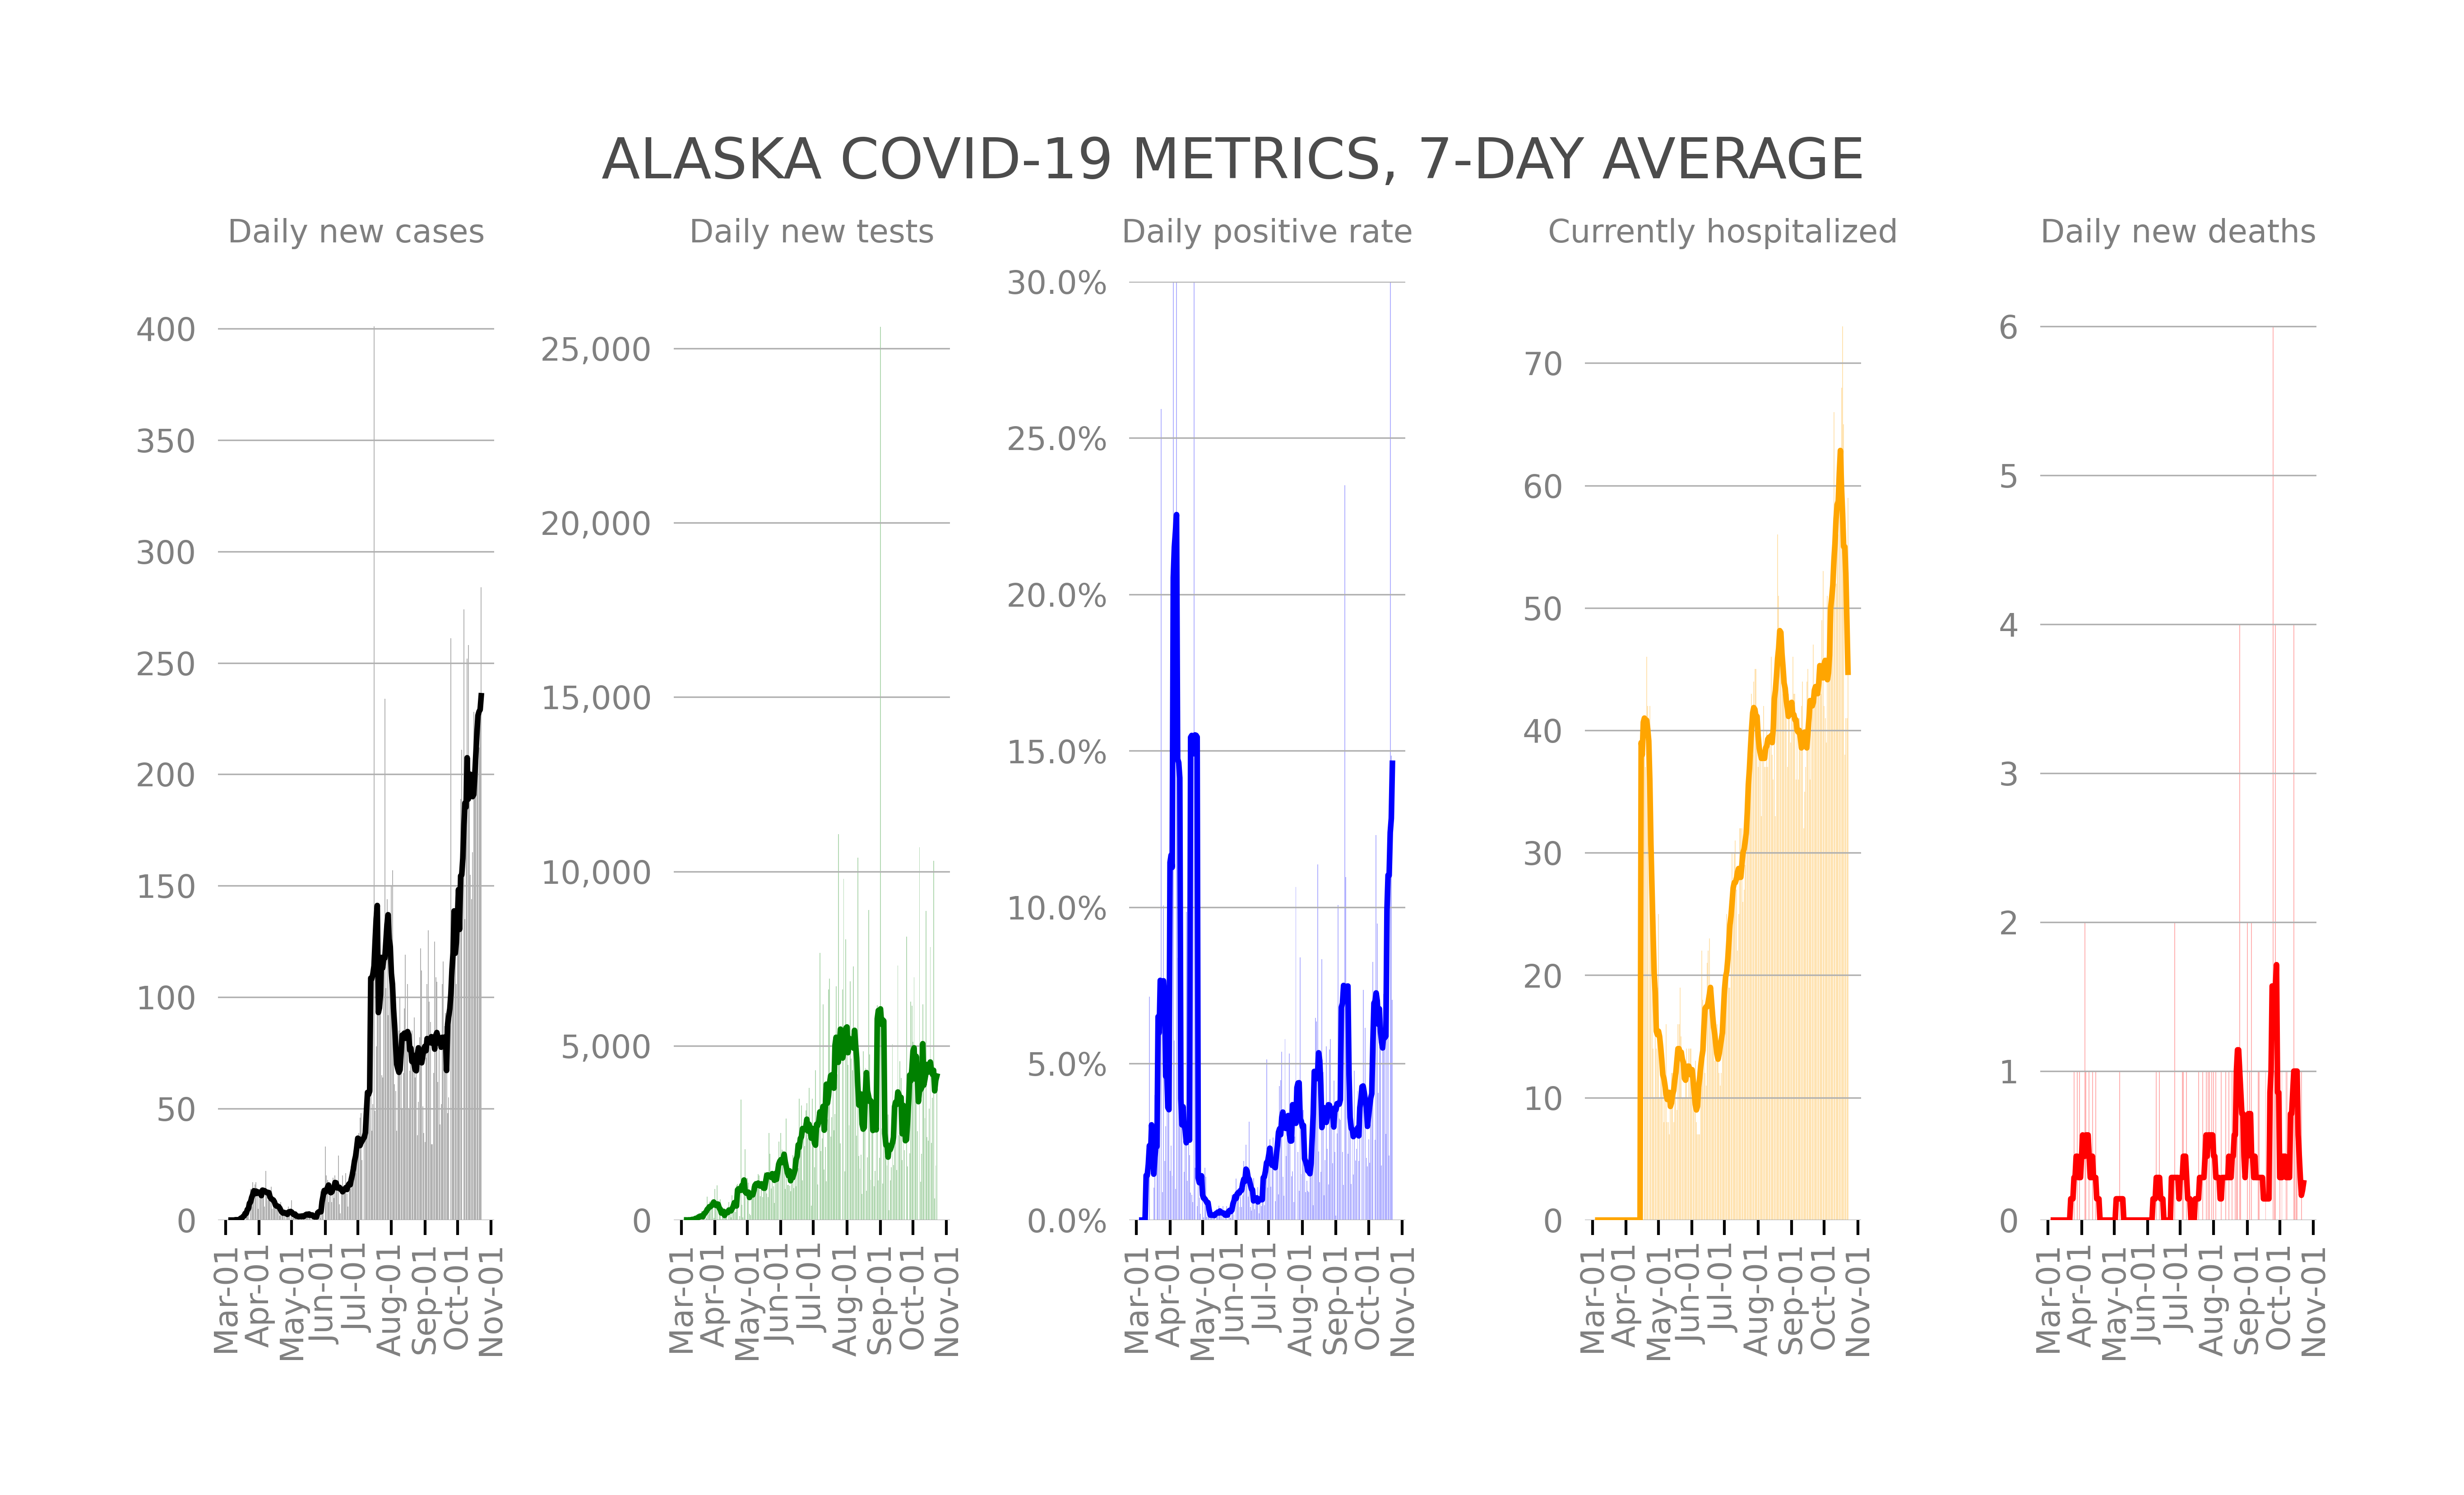 ALASKA COVID-19 METRICS, 7-DAY AVERAGE
Daily new cases
400
350
300
250
200
150
100
50
0
Mar-01
Apr-01
May-01
Jun-01
Jul-01
Aug-01
Sep-01
Oct-01
Nov-01
Daily new tests
25,000
20,000
15,000
10,000
5,000
0
Mar-01
Apr-01
May-01
Jun-01
Jul-01
Aug-01
Sep-01
Oct-01
Nov-01
Daily positive rate
30.0%
25.0%
20.0%
15.0%
10.0%
5.0%
0.0%
Mar-01
Apr-01
May-01
Jun-01
Jul-01
Aug-01
Sep-01
Oct-01
Nov-01
Currently hospitalized
70
60
50
40
30
20
10
0
Mar-01
Apr-01
May-01
Jun-01
Jul-01
Aug-01
Sep-01
Oct-01
Nov-01
Daily new deaths
6
5
4
3
2
1
0
Mar-01
Apr-01
May-01
Jun-01
Jul-01
Aug-01
Sep-01
Oct-01
Nov-01